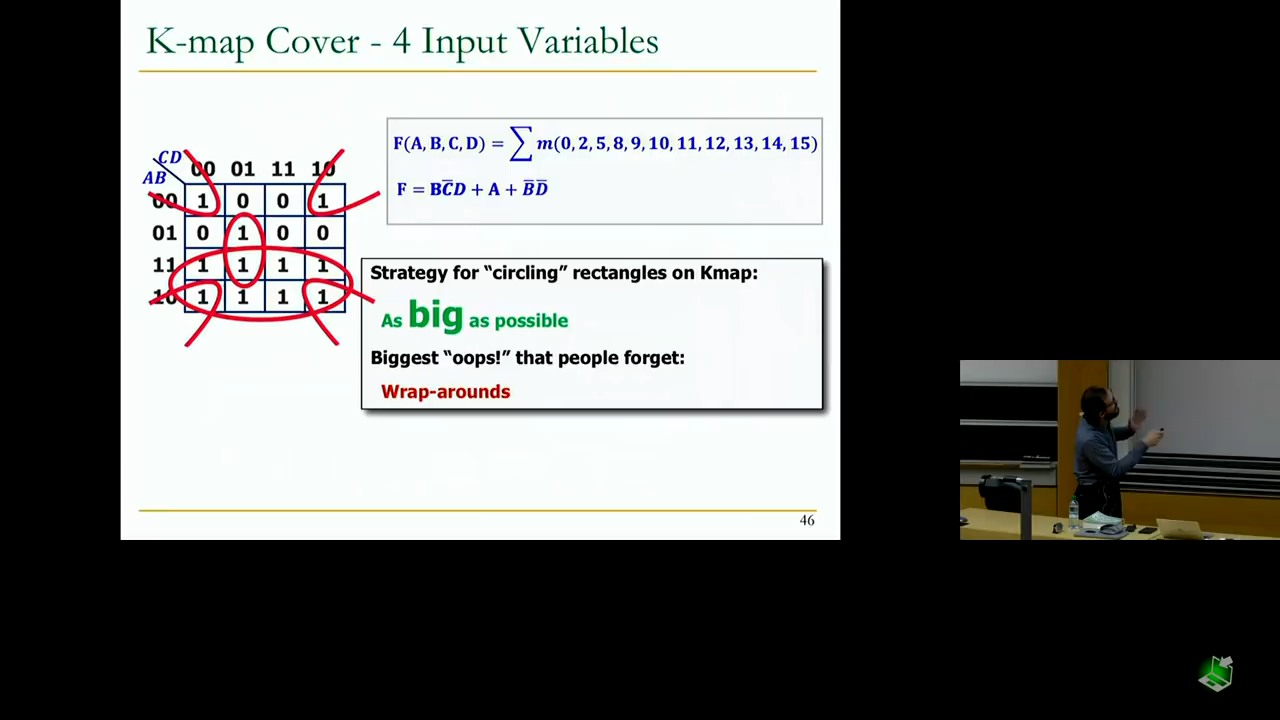 K-map Cover - 4 Input Variables
F(A, B, C, D) = ∑ m(0, 2, 5, 8, 9, 10, 11, 12, 13, 14, 15)
F = BC̅D + A + B̅D̅
CD
AB
00 01 11 10
00 1 0 0 1
01 0 1 0 0
11 1 1 1 1
10 1 1 1 1
Strategy for “circling” rectangles on Kmap:
As big as possible
Biggest “oops!” that people forget:
Wrap-arounds
46